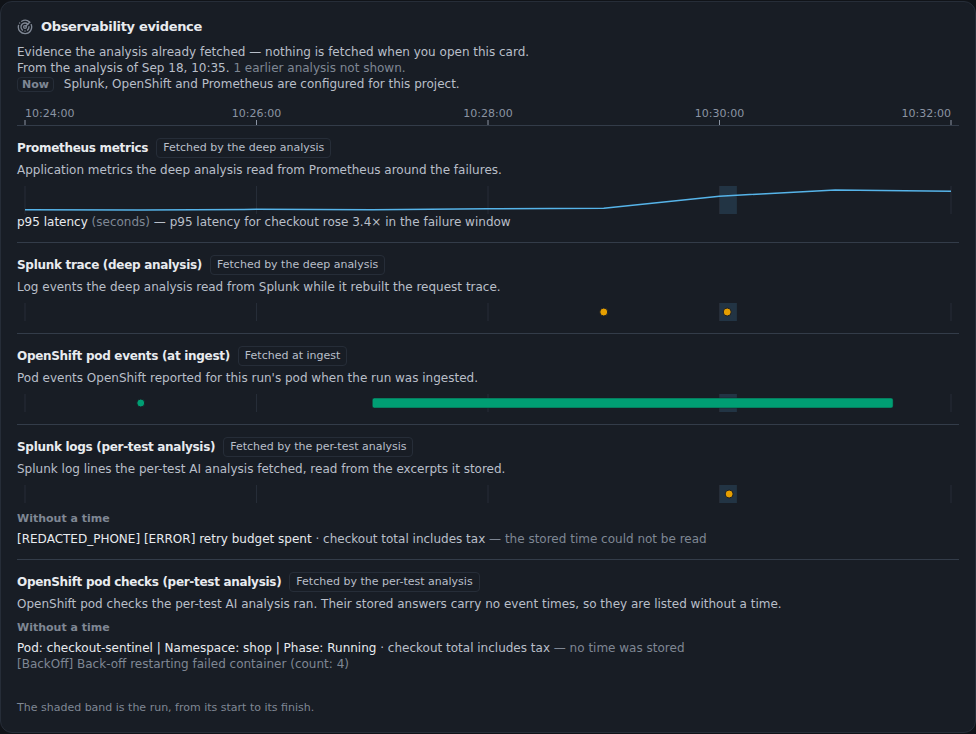 Observability evidence
Evidence the analysis already fetched — nothing is fetched when you open this card.
From the analysis of Sep 18, 10:35. 1 earlier analysis not shown.
Now Splunk, OpenShift and Prometheus are configured for this project.
10:24:00 10:26:00 10:28:00 10:30:00 10:32:00
Prometheus metrics Fetched by the deep analysis
Application metrics the deep analysis read from Prometheus around the failures.
p95 latency (seconds) — p95 latency for checkout rose 3.4× in the failure window
Splunk trace (deep analysis) Fetched by the deep analysis
Log events the deep analysis read from Splunk while it rebuilt the request trace.
OpenShift pod events (at ingest) Fetched at ingest
Pod events OpenShift reported for this run's pod when the run was ingested.
Splunk logs (per-test analysis) Fetched by the per-test analysis
Splunk log lines the per-test AI analysis fetched, read from the excerpts it stored.
Without a time
[REDACTED_PHONE] [ERROR] retry budget spent · checkout total includes tax — the stored time could not be read
OpenShift pod checks (per-test analysis) Fetched by the per-test analysis
OpenShift pod checks the per-test AI analysis ran. Their stored answers carry no event times, so they are listed without a time.
Without a time
Pod: checkout-sentinel | Namespace: shop | Phase: Running · checkout total includes tax — no time was stored
[BackOff] Back-off restarting failed container (count: 4)
The shaded band is the run, from its start to its finish.